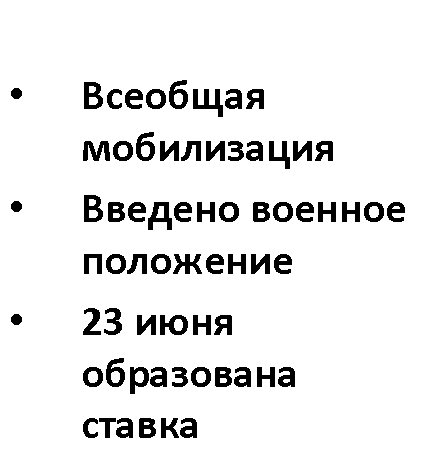 • Всеобщая
мобилизация
• Введено военное
положение
• 23 июня
образована
ставка